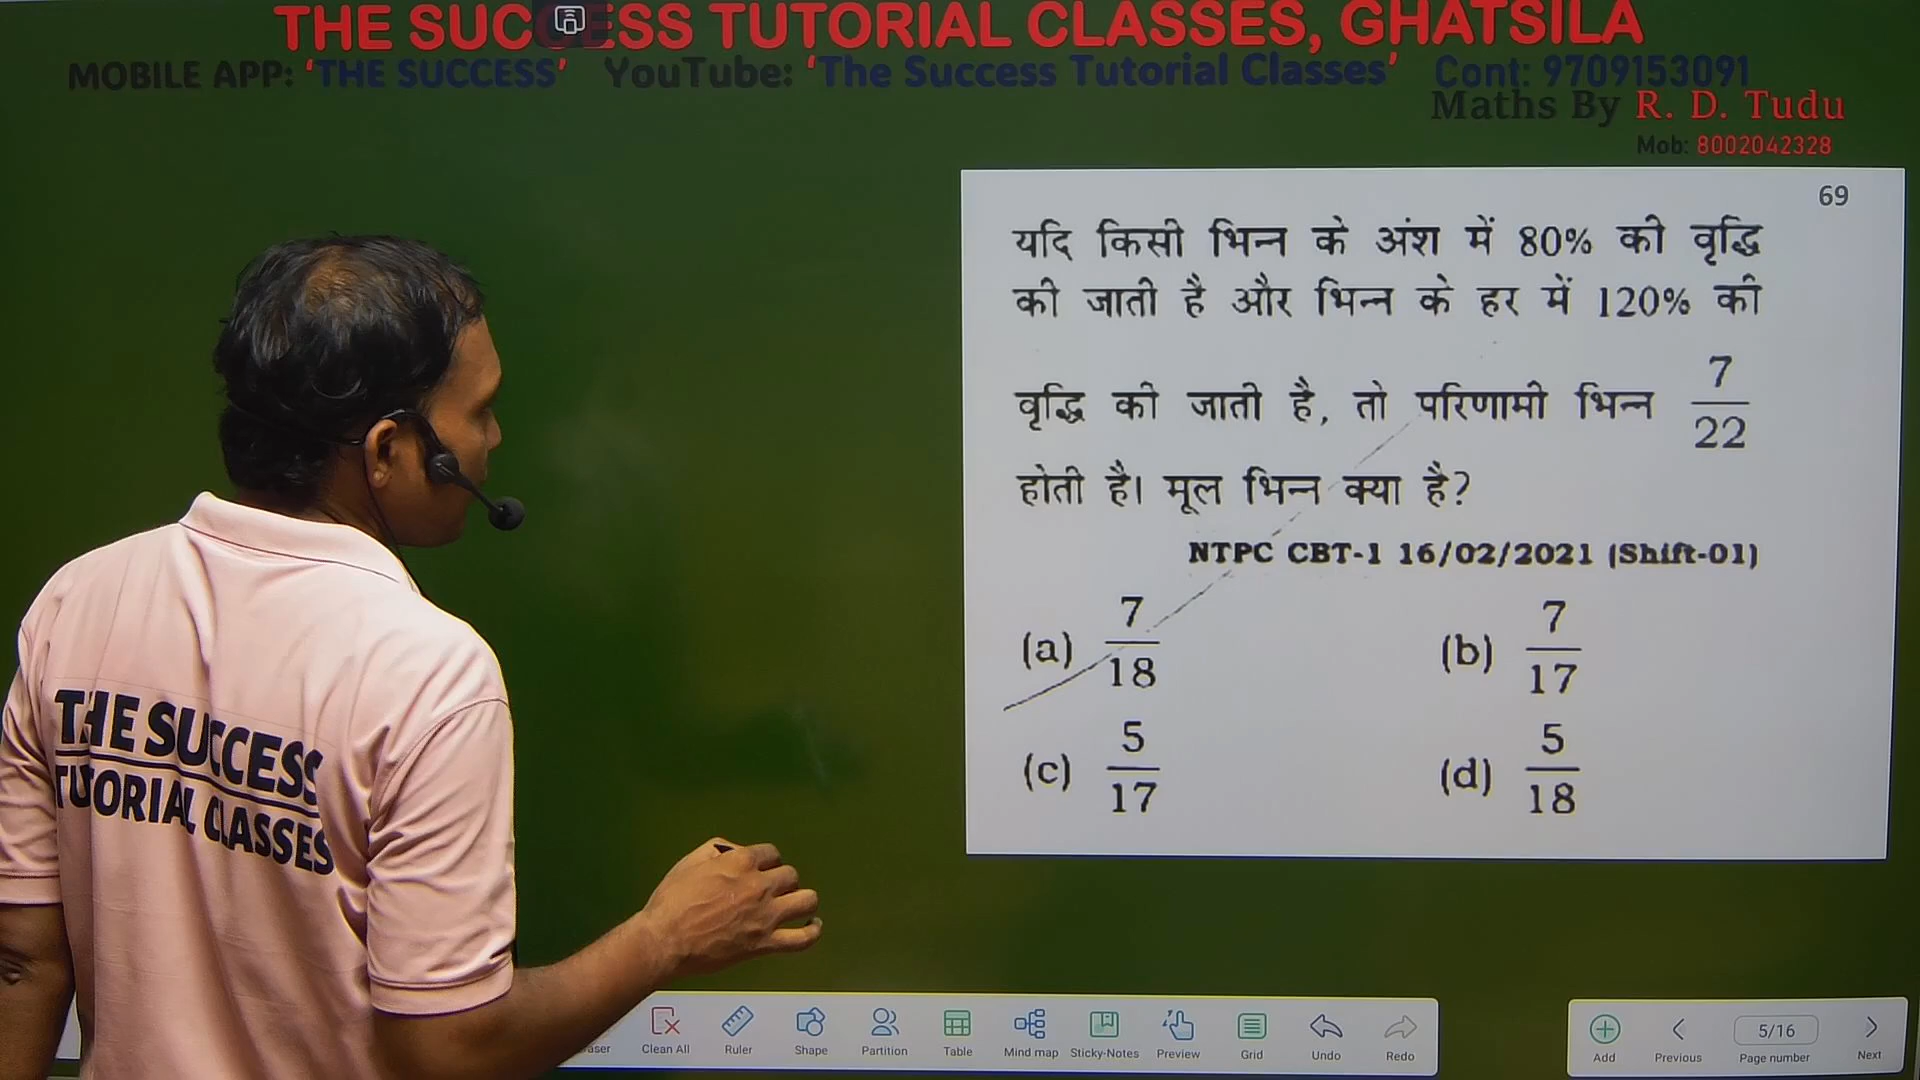 THE SUCCESS TUTORIAL CLASSES, GHATSILA
MOBILE APP: 'THE SUCCESS' YouTube: 'The Success Tutorial Classes' Cont: 9709153091
Maths By R. D. Tudu
Mob: 8002042328
69
यदि किसी भिन्न के अंश में 80% की वृद्धि
की जाती है और भिन्न के हर में 120% की
वृद्धि की जाती है, तो परिणामी भिन्न 7/22
होती है। मूल भिन्न क्या है?
NTPC CBT-1 16/02/2021 (Shift-01)
(a) 7/18 (b) 7/17
(c) 5/17 (d) 5/18
THE SUCCESS
TUTORIAL CLASSES
Clean All Ruler Shape Partition Table Mind map Sticky-Notes Preview Grid Undo Redo
5/16
Add Previous Page number Next